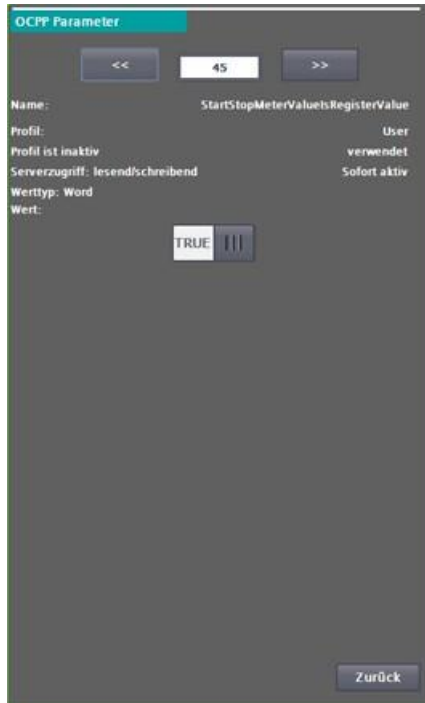 OCPP Parameter
<< 45 >>
Name: StartStopMeterValueIsRegisterValue
Profil: User
Profil ist inaktiv verwendet
Serverzugriff: lesend/schreibend Sofort aktiv
Werttyp: Word
Wert:
TRUE
Zurück